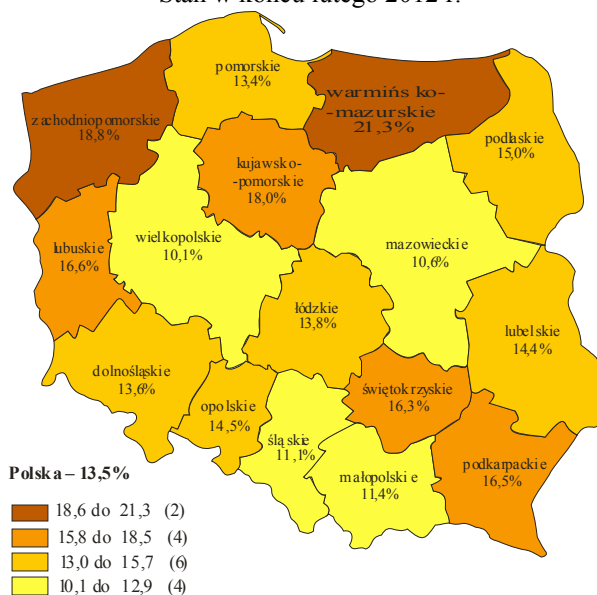 Stan w końcu lutego 2012 r.
pomorskie
13,4%
warmińsko-
-mazurskie
21,3%
zachodniopomorskie
18,8%
podlaskie
15,0%
kujawsko-
-pomorskie
18,0%
wielkopolskie
10,1%
mazowieckie
10,6%
lubuskie
16,6%
łódzkie
13,8%
lubelskie
14,4%
dolnośląskie
13,6%
opolskie
14,5%
świętokrzyskie
16,3%
śląskie
11,1%
małopolskie
11,4%
podkarpackie
16,5%
Polska – 13,5%
18,6 do 21,3 (2)
15,8 do 18,5 (4)
13,0 do 15,7 (6)
10,1 do 12,9 (4)